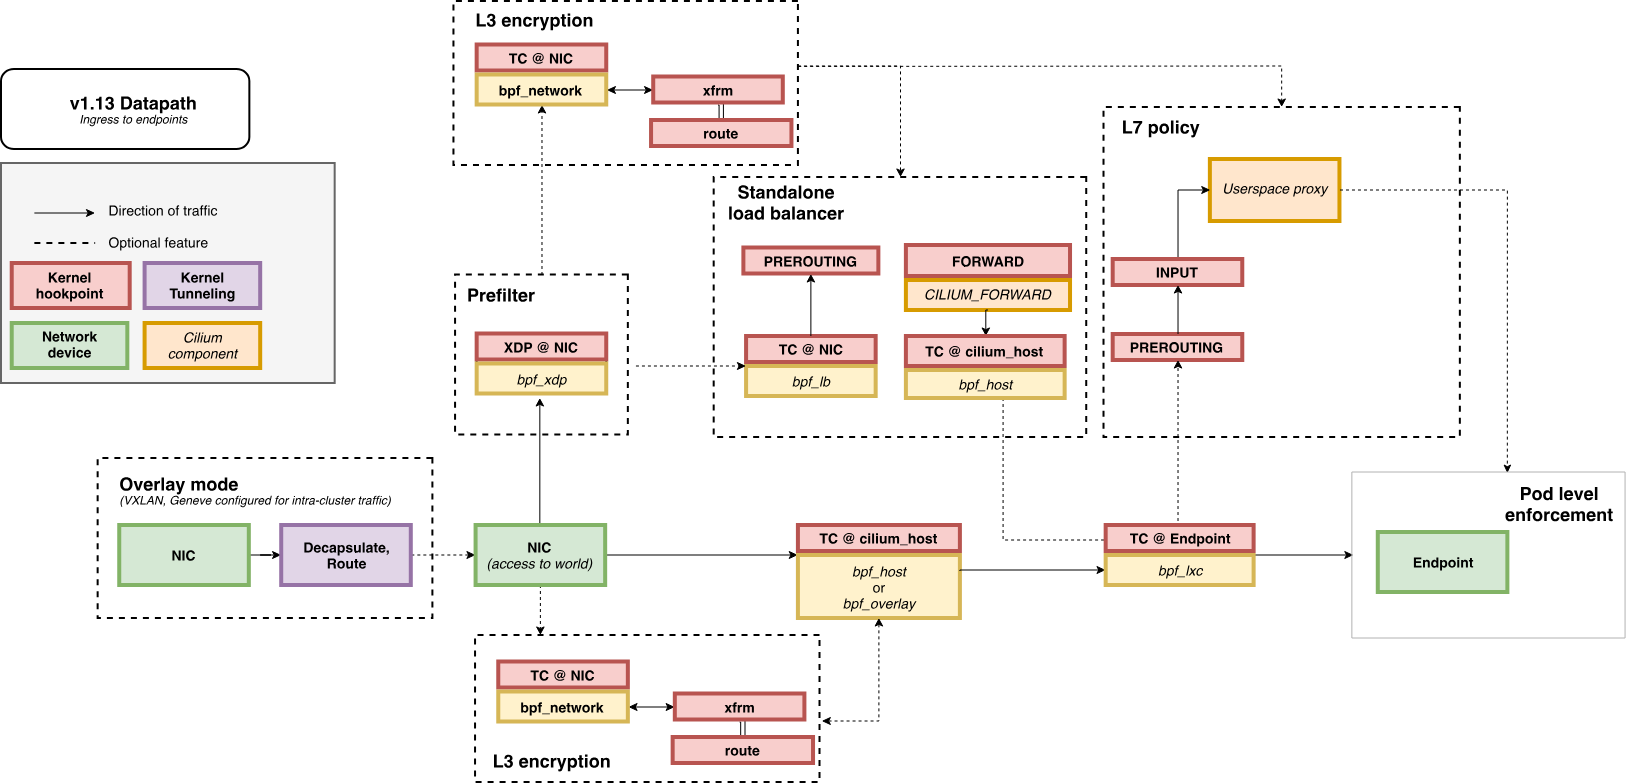 v1.13 Datapath
Ingress to endpoints
Direction of traffic
Optional feature
Kernel
hookpoint
Kernel
Tunneling
Network
device
Cilium
component
L3 encryption
TC @ NIC
bpf_network
xfrm
route
Prefilter
XDP @ NIC
bpf_xdp
Standalone
load balancer
PREROUTING
TC @ NIC
bpf_lb
FORWARD
CILIUM_FORWARD
TC @ cilium_host
bpf_host
L7 policy
Userspace proxy
INPUT
PREROUTING
Overlay mode
(VXLAN, Geneve configured for intra-cluster traffic)
NIC
Decapsulate,
Route
NIC
(access to world)
TC @ cilium_host
bpf_host
or
bpf_overlay
TC @ Endpoint
bpf_lxc
Pod level
enforcement
Endpoint
TC @ NIC
bpf_network
xfrm
route
L3 encryption